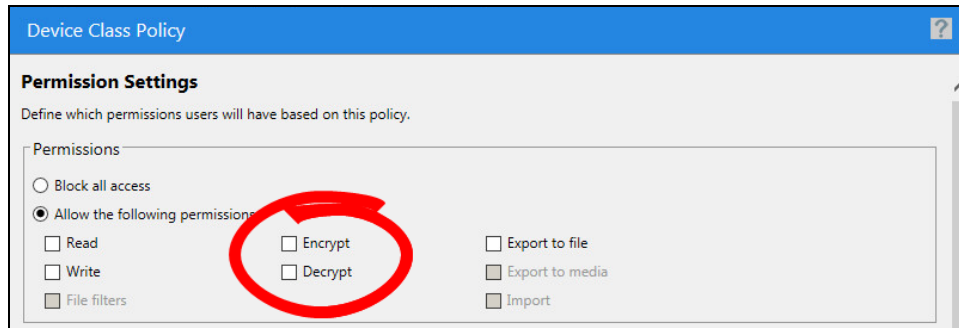 Device Class Policy
?
Permission Settings
Define which permissions users will have based on this policy.
Permissions
Block all access
Allow the following permissions
Read Encrypt Export to file
Write Decrypt Export to media
File filters Import